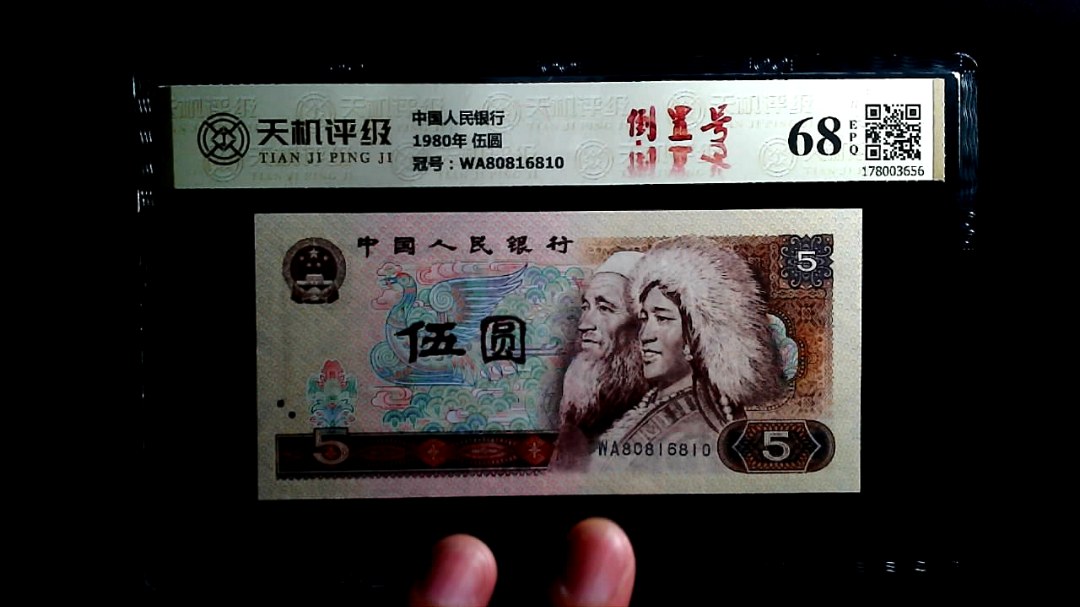 天机评级
TIAN JI PING JI
中国人民银行
1980年 伍圆
冠号：WA80816810
倒置号
68
EPQ
178003656
中国人民银行
5
伍圆
5
WA80816810
5